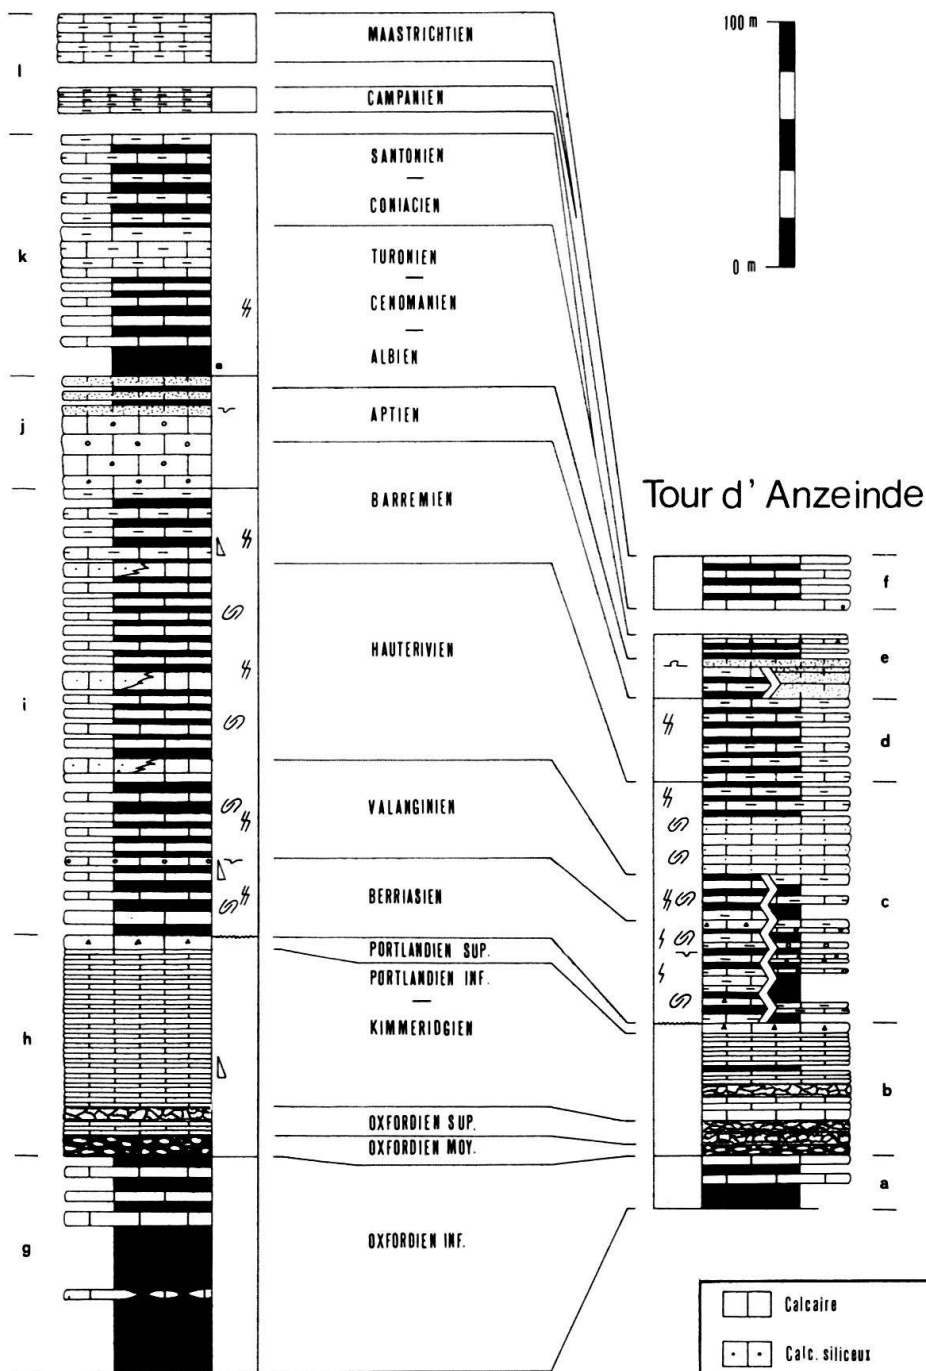 100 m
0 m
l
k
j
i
h
g
MAASTRICHTIEN
CAMPANIEN
SANTONIEN
—
CONIACIEN
TURONIEN
—
CENOMANIEN
—
ALBIEN
APTIEN
BARREMIEN
HAUTERIVIEN
VALANGINIEN
BERRIASIEN
PORTLANDIEN SUP.
PORTLANDIEN INF.
—
KIMMERIDGIEN
OXFORDIEN SUP.
OXFORDIEN MOY.
OXFORDIEN INF.
Tour d' Anzeinde
f
e
d
c
b
a
Calcaire
Calc. siliceux